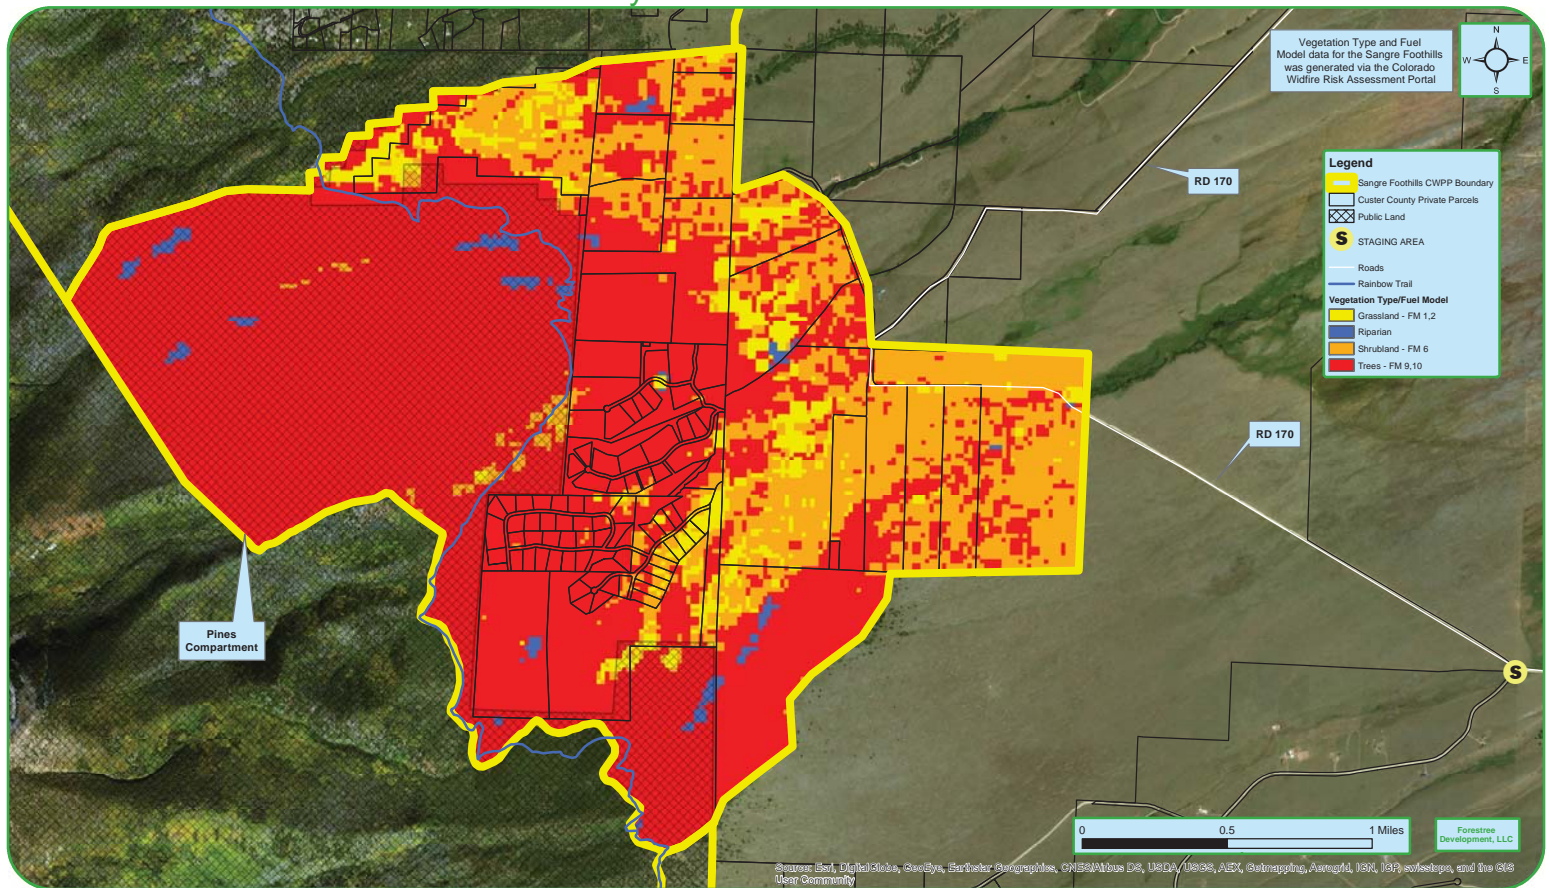 Vegetation Type and Fuel
Model data for the Sangre Foothills
was generated via the Colorado
Widfire Risk Assessment Portal
N
W
E
S
Legend
Sangre Foothills CWPP Boundary
Custer County Private Parcels
Public Land
S
STAGING AREA
Roads
Rainbow Trail
Vegetation Type/Fuel Model
Grassland - FM 1,2
Riparian
Shrubland - FM 6
Trees - FM 9,10
RD 170
RD 170
Pines
Compartment
S
0
0.5
1 Miles
Forestree
Development, LLC
Source: Esri, DigitalGlobe, GeoEye, Earthstar Geographics, CNES/Airbus DS, USDA, USGS, AEX, Getmapping, Aerogrid, IGN, IGP, swisstopo, and the GIS
User Community